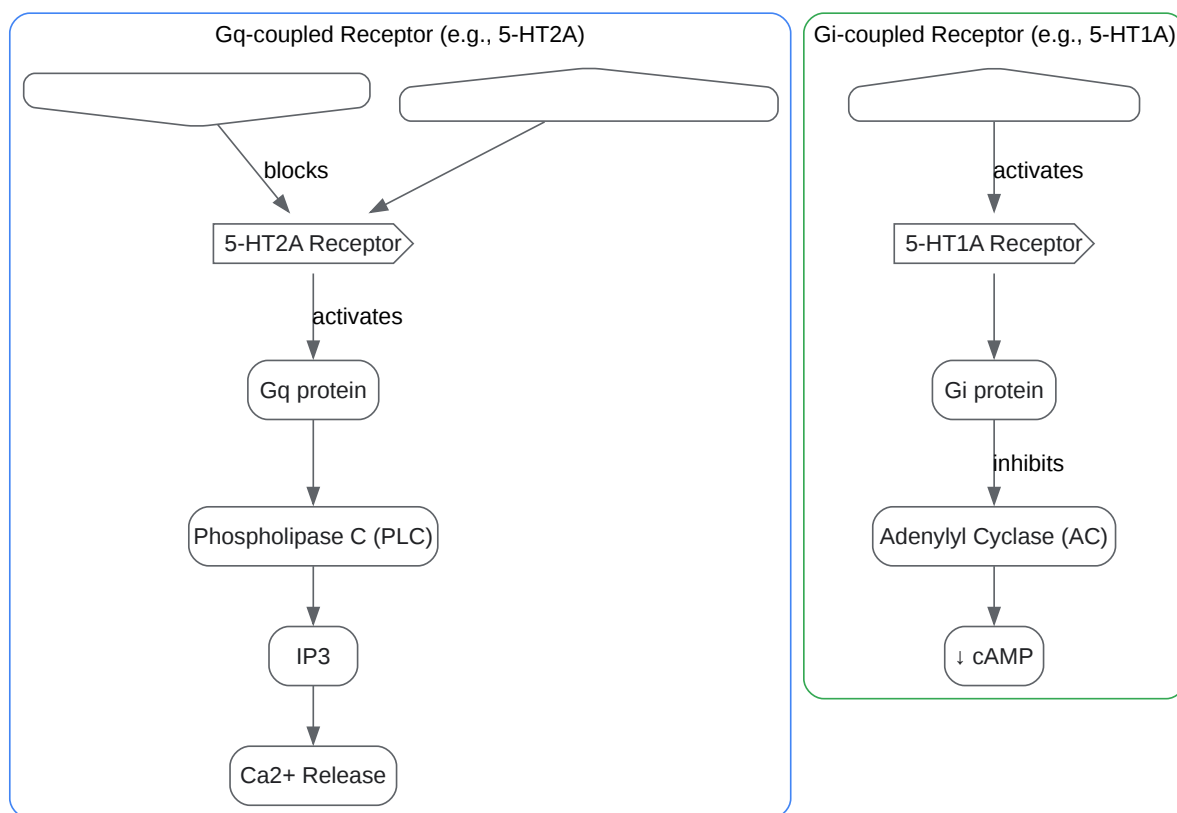 Gq-coupled Receptor (e.g., 5-HT2A)
blocks
5-HT2A Receptor
activates
Gq protein
Phospholipase C (PLC)
IP3
Ca2+ Release
Gi-coupled Receptor (e.g., 5-HT1A)
activates
5-HT1A Receptor
Gi protein
inhibits
Adenylyl Cyclase (AC)
↓ cAMP